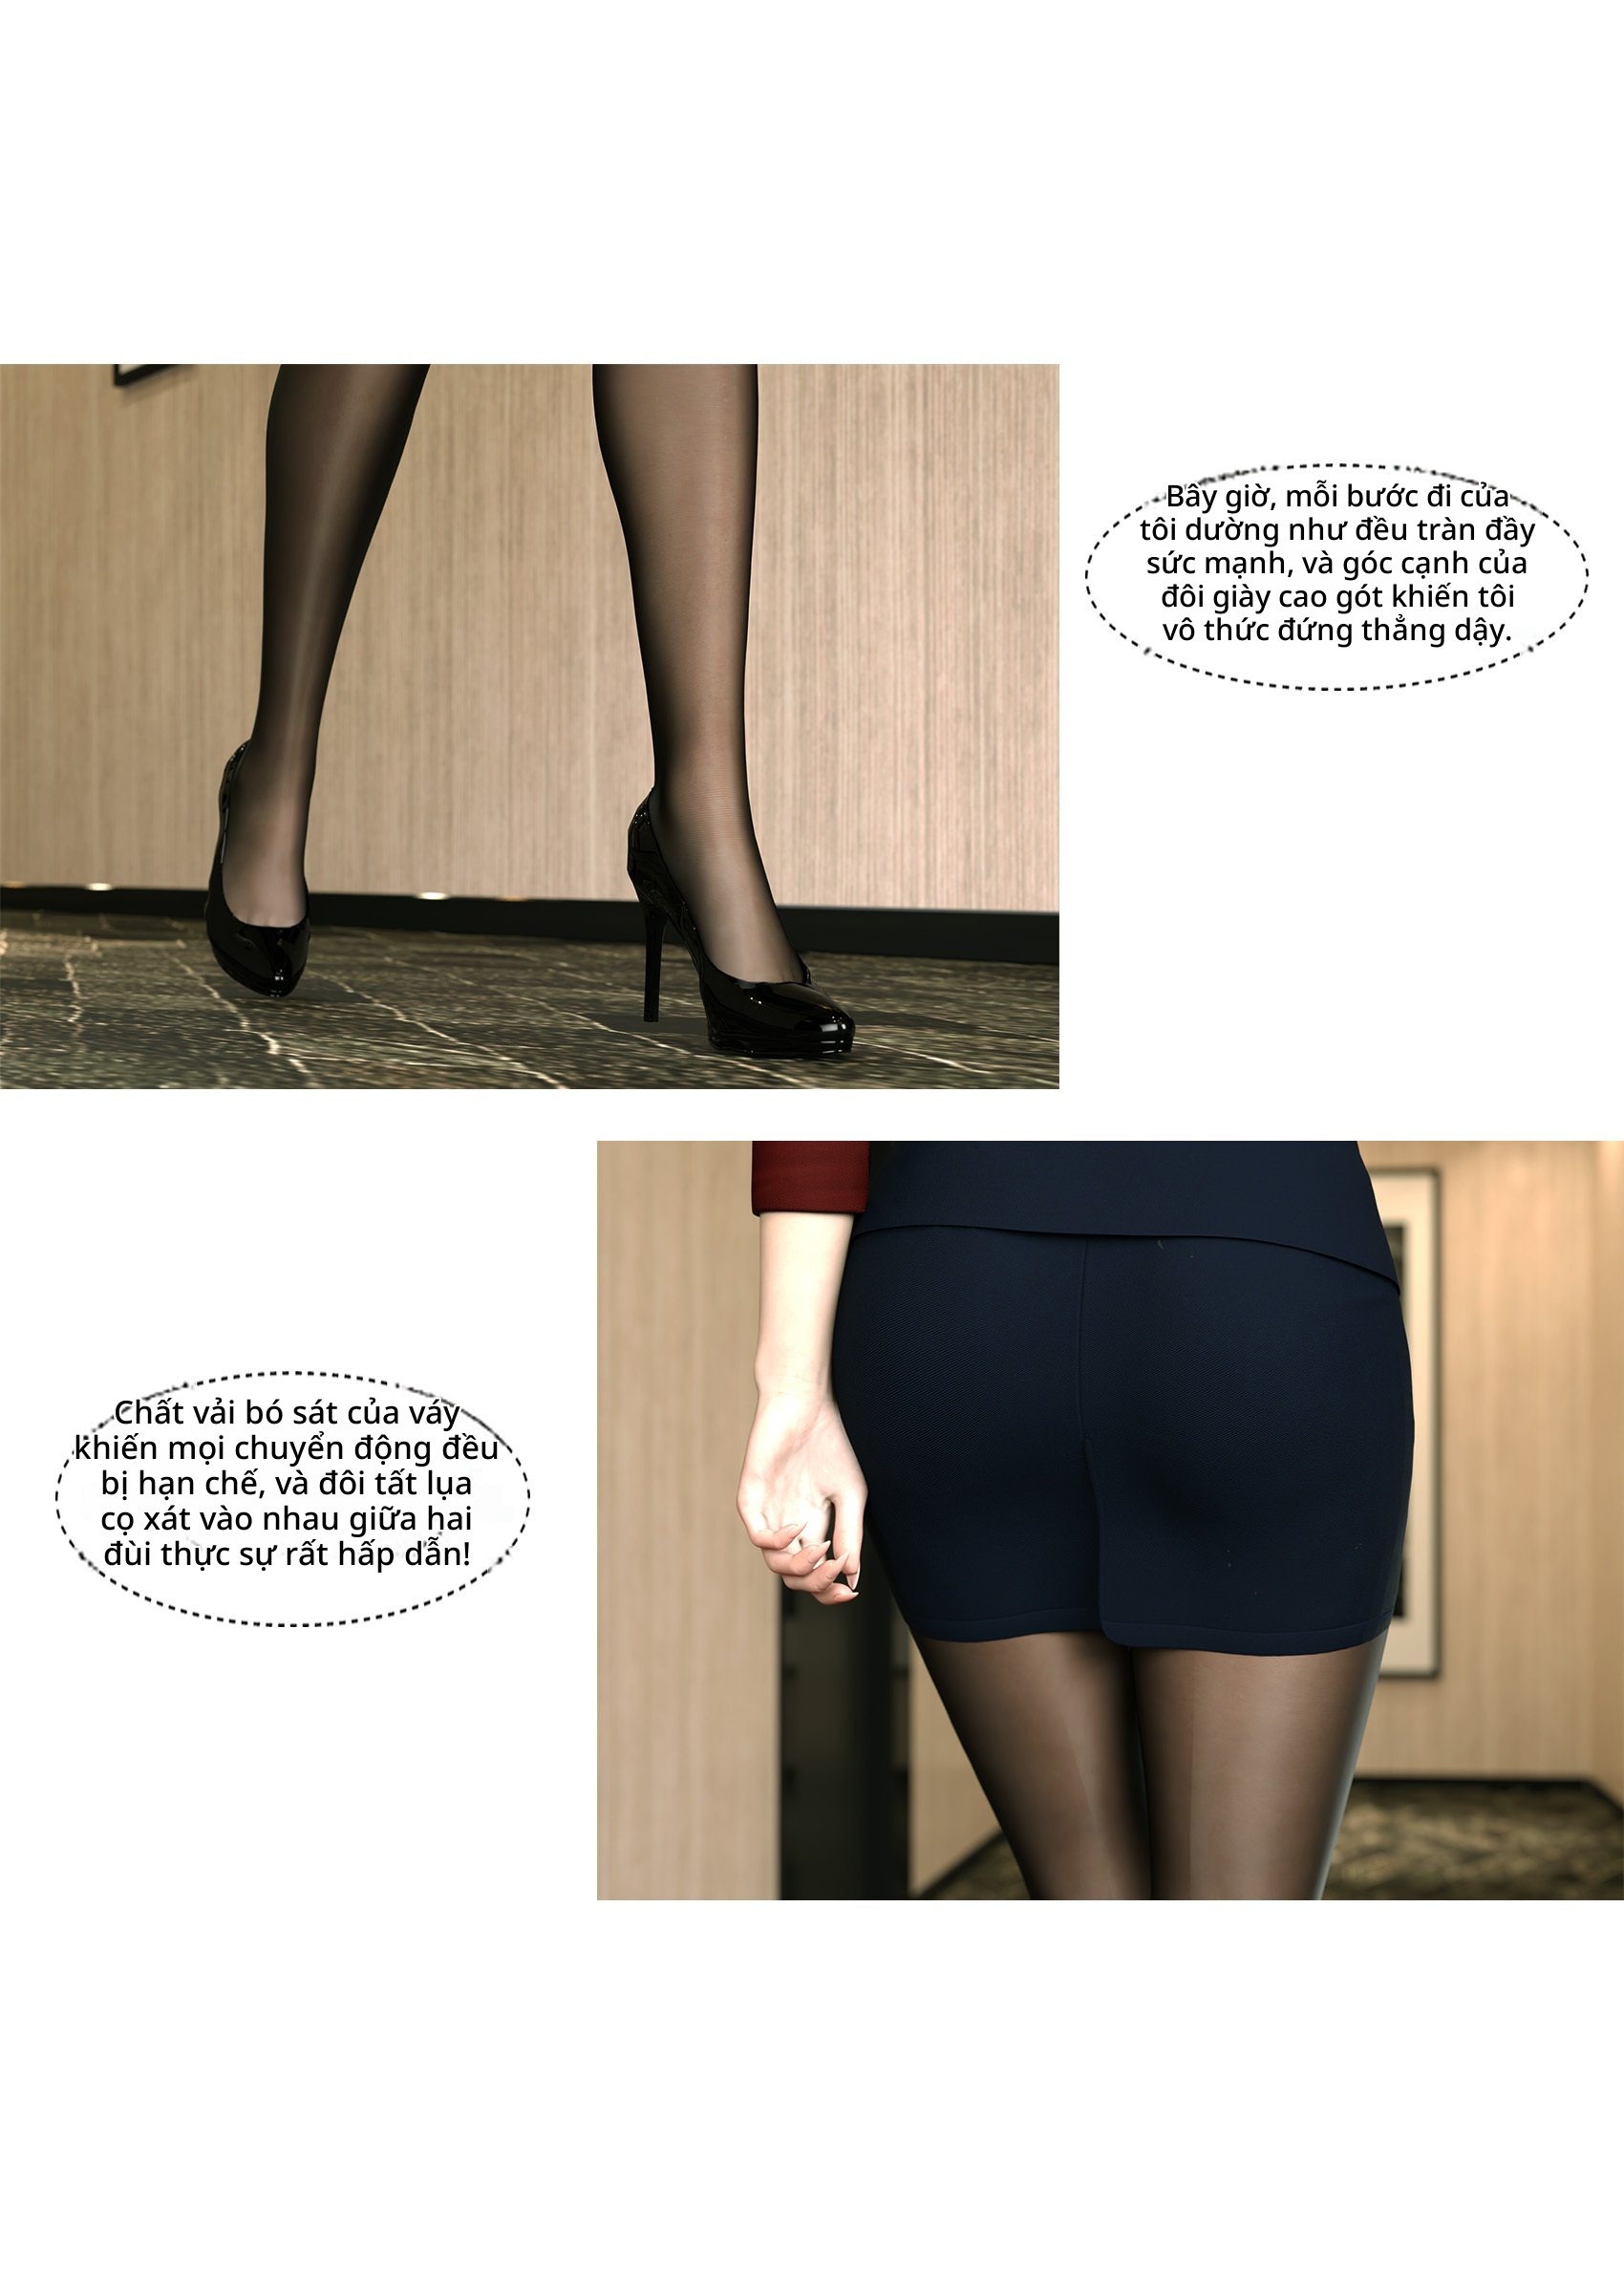 Bây giờ, mỗi bước đi của
tôi dường như đều tràn đầy
sức mạnh, và góc cạnh của
đôi giày cao gót khiến tôi
vô thức đứng thẳng dậy.
Chất vải bó sát của váy
khiến mọi chuyển động đều
bị hạn chế, và đôi tất lụa
cọ xát vào nhau giữa hai
đùi thực sự rất hấp dẫn!